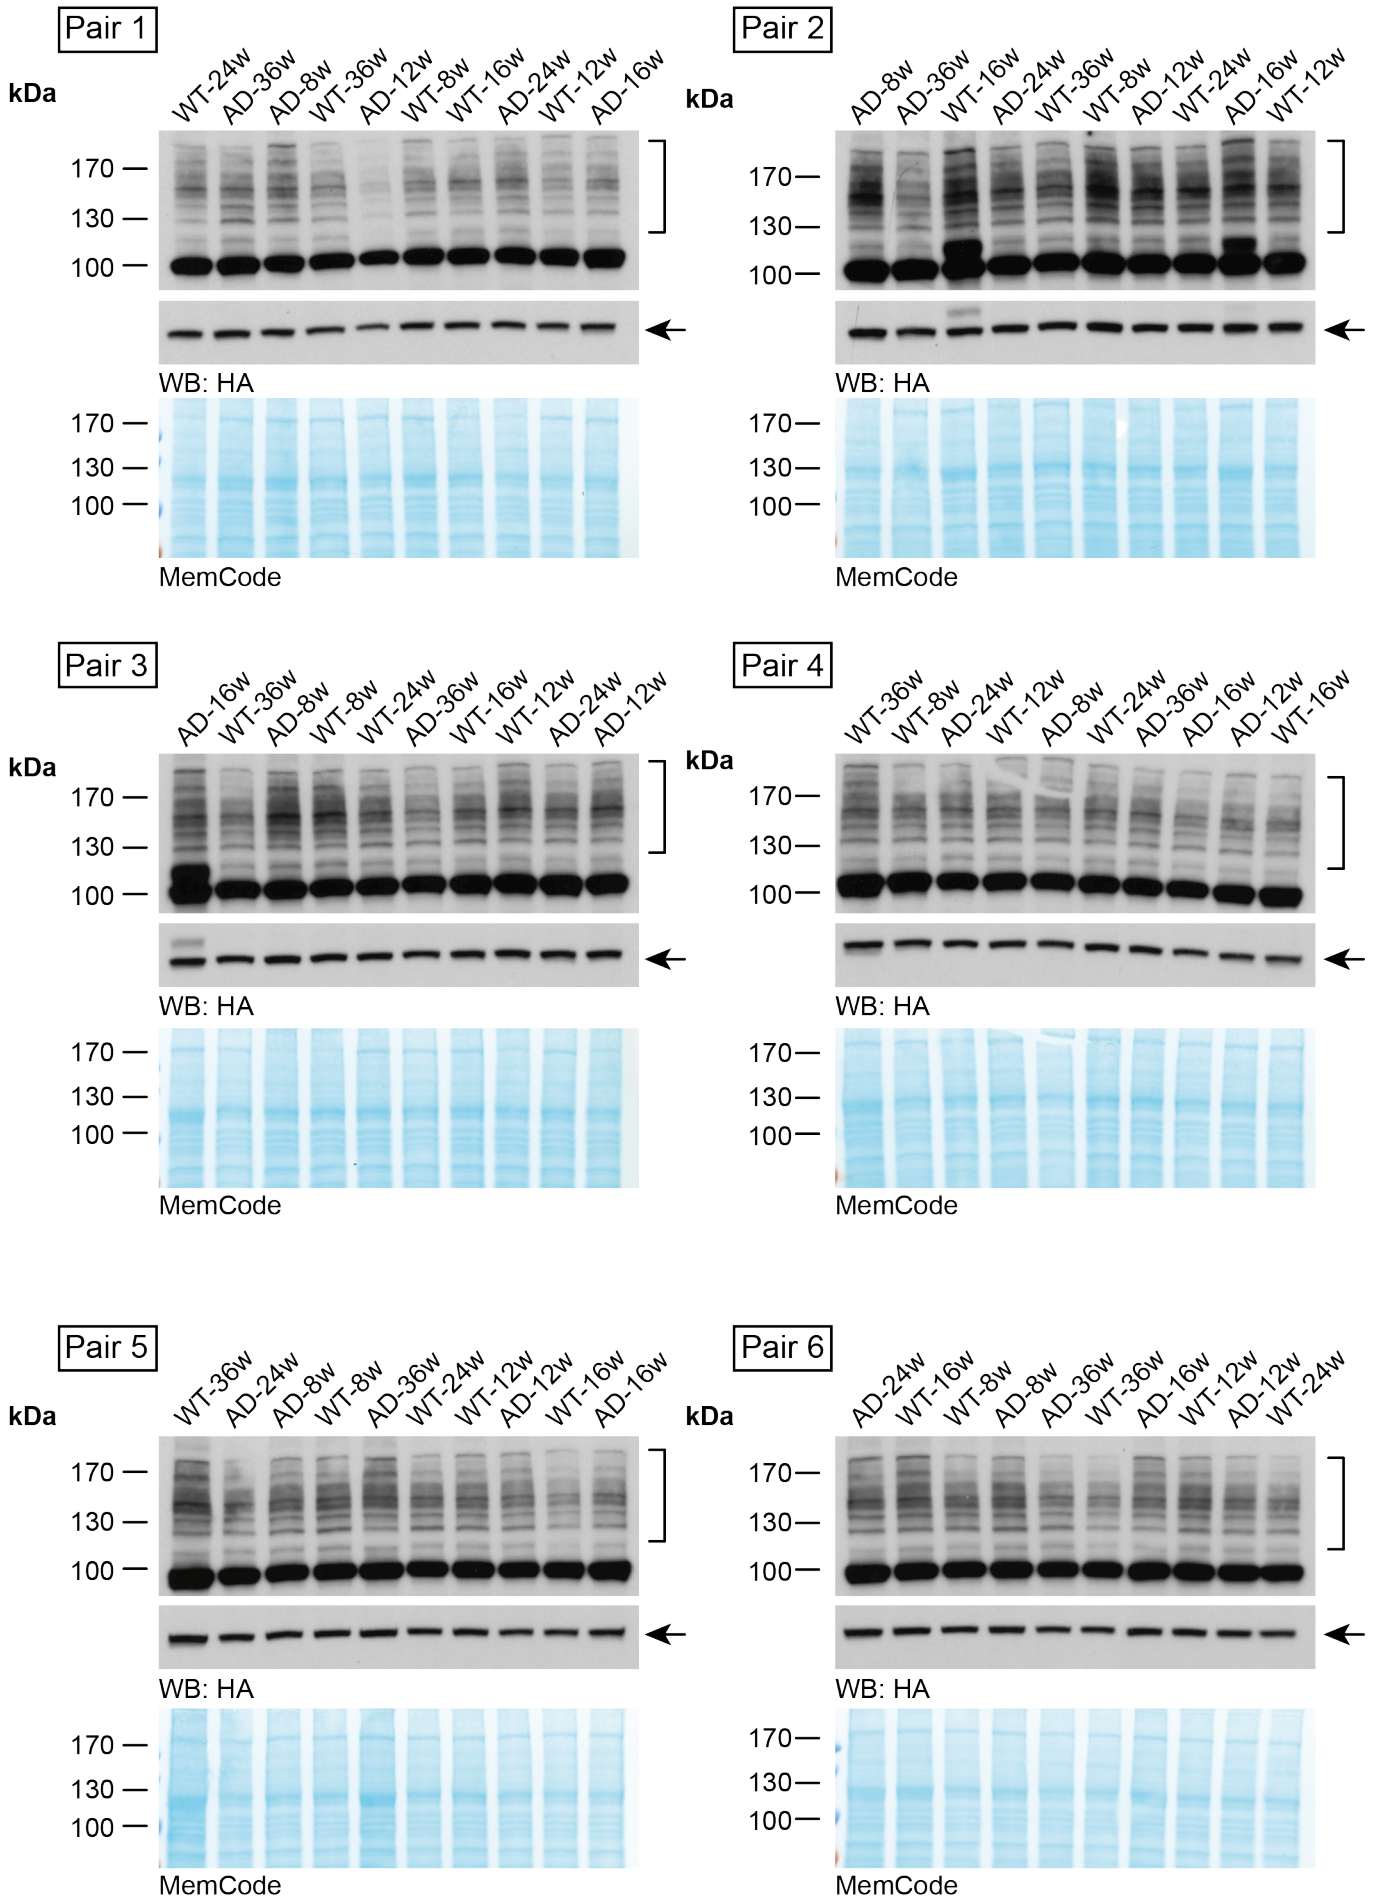 Pair 1
kDa
WT-24w AD-36w AD-8w WT-36w AD-12w WT-8w WT-16w AD-24w WT-12w AD-16w
170
130
100
WB: HA
170
130
100
MemCode
Pair 2
kDa
AD-8w AD-36w WT-16w AD-24w WT-36w WT-8w AD-12w WT-24w AD-16w WT-12w
170
130
100
WB: HA
170
130
100
MemCode
Pair 3
kDa
AD-16w WT-36w AD-8w WT-8w WT-24w AD-36w WT-16w WT-12w AD-24w AD-12w
170
130
100
WB: HA
170
130
100
MemCode
Pair 4
kDa
WT-36w WT-8w AD-24w WT-12w AD-8w WT-24w AD-36w AD-16w AD-12w WT-16w
170
130
100
WB: HA
170
130
100
MemCode
Pair 5
kDa
WT-36w AD-24w AD-8w WT-8w AD-36w WT-24w WT-12w AD-12w WT-16w AD-16w
170
130
100
WB: HA
170
130
100
MemCode
Pair 6
kDa
AD-24w WT-16w WT-8w AD-8w AD-36w WT-36w AD-16w WT-12w AD-12w WT-24w
170
130
100
WB: HA
170
130
100
MemCode